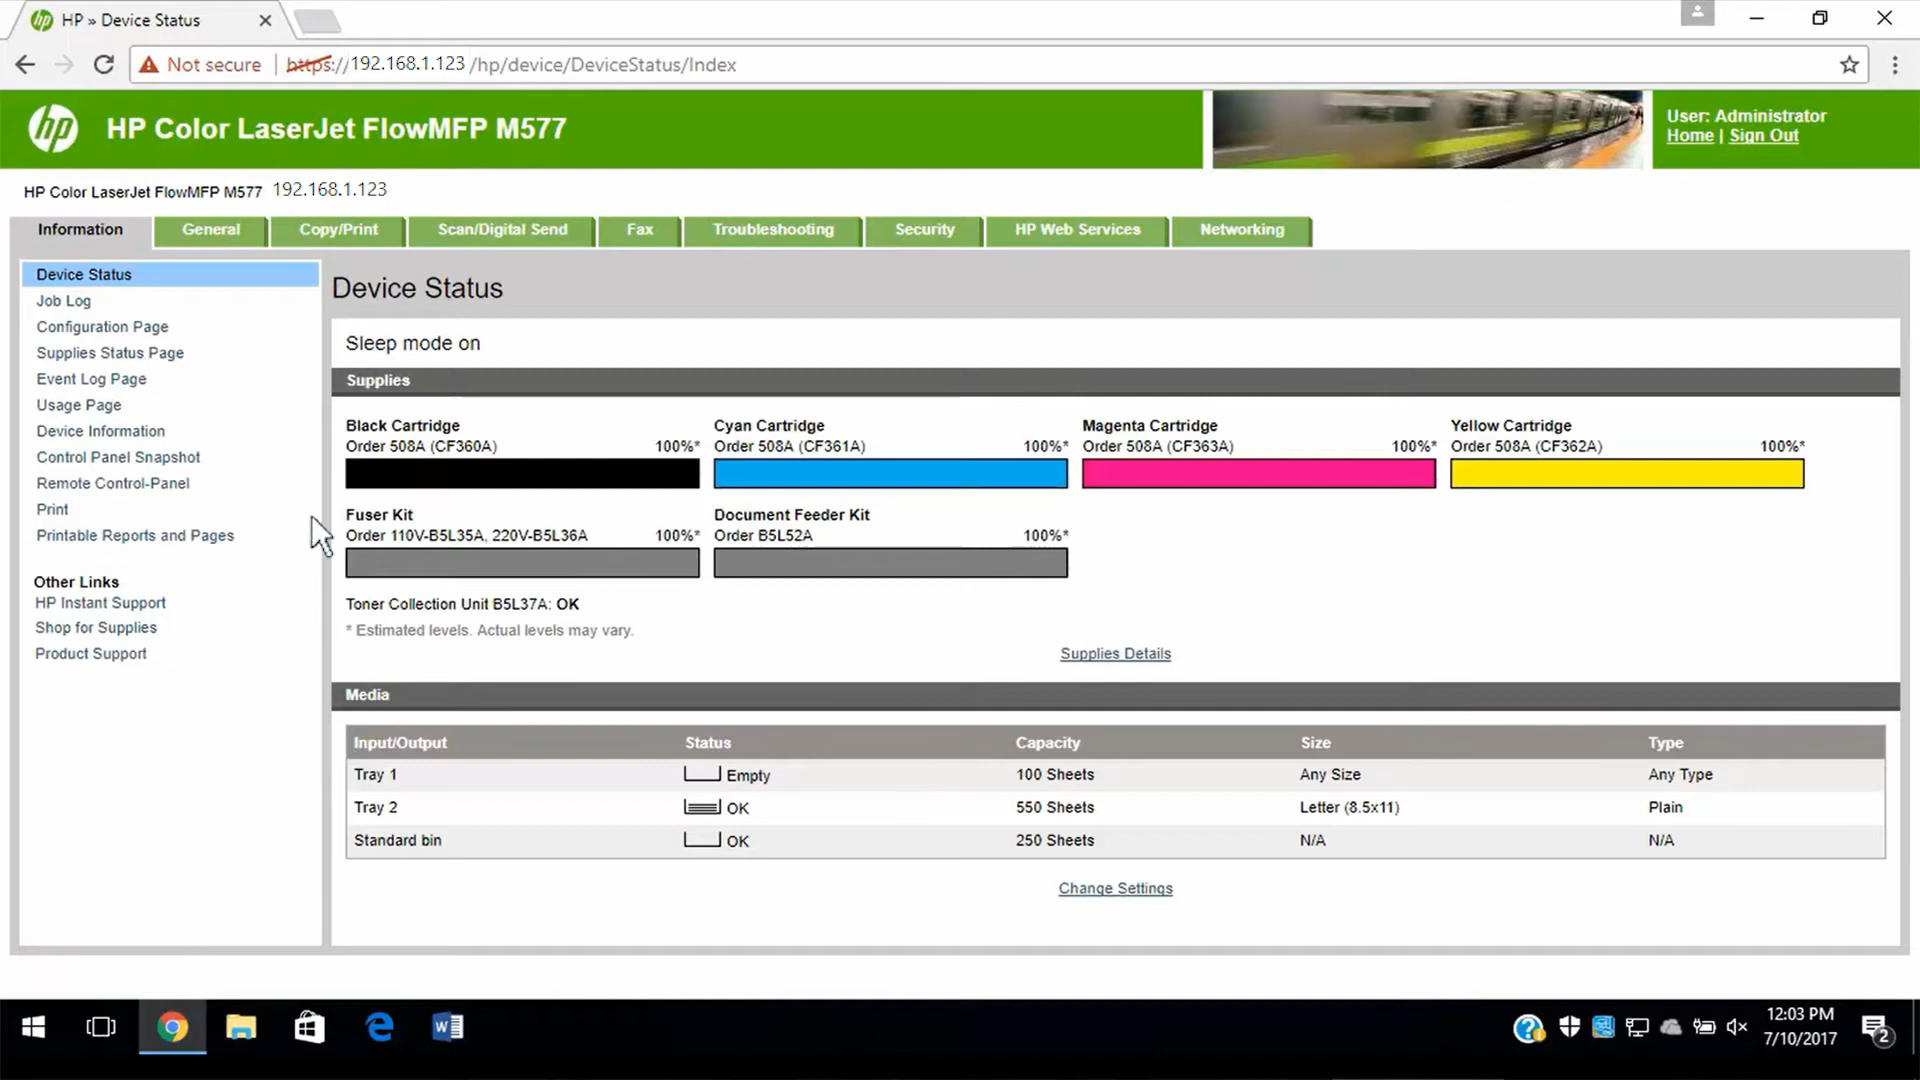 HP » Device Status
Not secure https://192.168.1.123/hp/device/DeviceStatus/Index
hp
HP Color LaserJet FlowMFP M577
User: Administrator
Home | Sign Out
HP Color LaserJet FlowMFP M577 192.168.1.123
Information General Copy/Print Scan/Digital Send Fax Troubleshooting Security HP Web Services Networking
Device Status
Job Log
Configuration Page
Supplies Status Page
Event Log Page
Usage Page
Device Information
Control Panel Snapshot
Remote Control-Panel
Print
Printable Reports and Pages
Other Links
HP Instant Support
Shop for Supplies
Product Support
Device Status
Sleep mode on
Supplies
Black Cartridge
Order 508A (CF360A) 100%*
Cyan Cartridge
Order 508A (CF361A) 100%*
Magenta Cartridge
Order 508A (CF363A) 100%*
Yellow Cartridge
Order 508A (CF362A) 100%*
Fuser Kit
Order 110V-B5L35A, 220V-B5L36A 100%*
Document Feeder Kit
Order B5L52A 100%*
Toner Collection Unit B5L37A: OK
* Estimated levels. Actual levels may vary.
Supplies Details
Media
Input/Output Status Capacity Size Type
Tray 1 Empty 100 Sheets Any Size Any Type
Tray 2 OK 550 Sheets Letter (8.5x11) Plain
Standard bin OK 250 Sheets N/A N/A
Change Settings
12:03 PM
7/10/2017
2